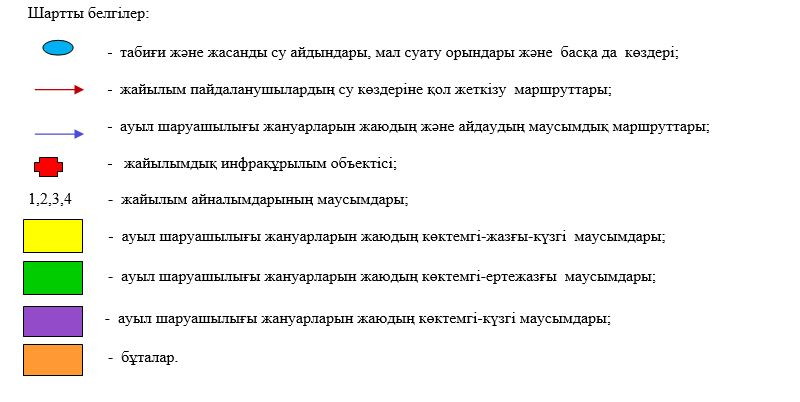 Шартты белгілер:
- табиғи және жасанды су айдындары, мал суату орындары және басқа да көздері;
- жайылым пайдаланушылардың су көздеріне қол жеткізу маршруттары;
- ауыл шаруашылығы жануарларын жаюдың және айдаудың маусымдық маршруттары;
- жайылымдық инфрақұрылым объектісі;
1,2,3,4 - жайылым айналымдарының маусымдары;
- ауыл шаруашылығы жануарларын жаюдың көктемгі-жазғы-күзгі маусымдары;
- ауыл шаруашылығы жануарларын жаюдың көктемгі-ертежазғы маусымдары;
- ауыл шаруашылығы жануарларын жаюдың көктемгі-күзгі маусымдары;
- бұталар.